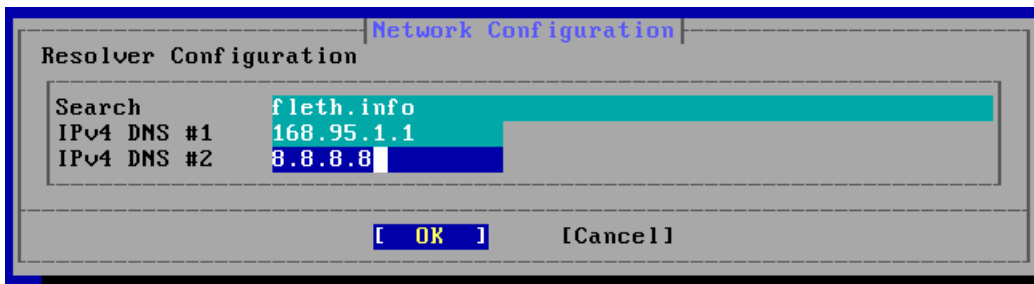 Network Configuration
Resolver Configuration
Search fleth.info
IPv4 DNS #1 168.95.1.1
IPv4 DNS #2 8.8.8.8
[ OK ] [Cancel]